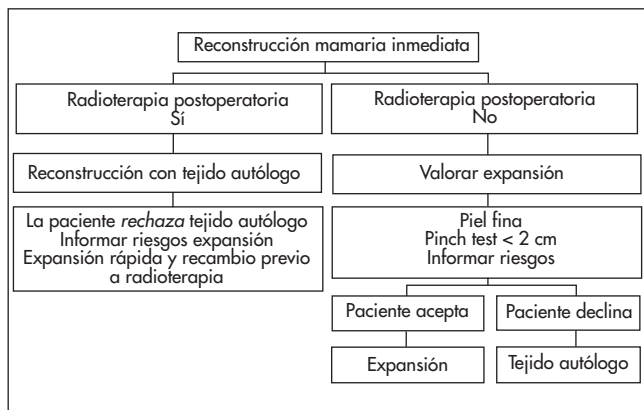 Reconstrucción mamaria inmediata
Radioterapia postoperatoria
Sí
Radioterapia postoperatoria
No
Reconstrucción con tejido autólogo
Valorar expansión
La paciente rechaza tejido autólogo
Informar riesgos expansión
Expansión rápida y recambio previo
a radioterapia
Piel fina
Pinch test < 2 cm
Informar riesgos
Paciente acepta
Paciente declina
Expansión
Tejido autólogo